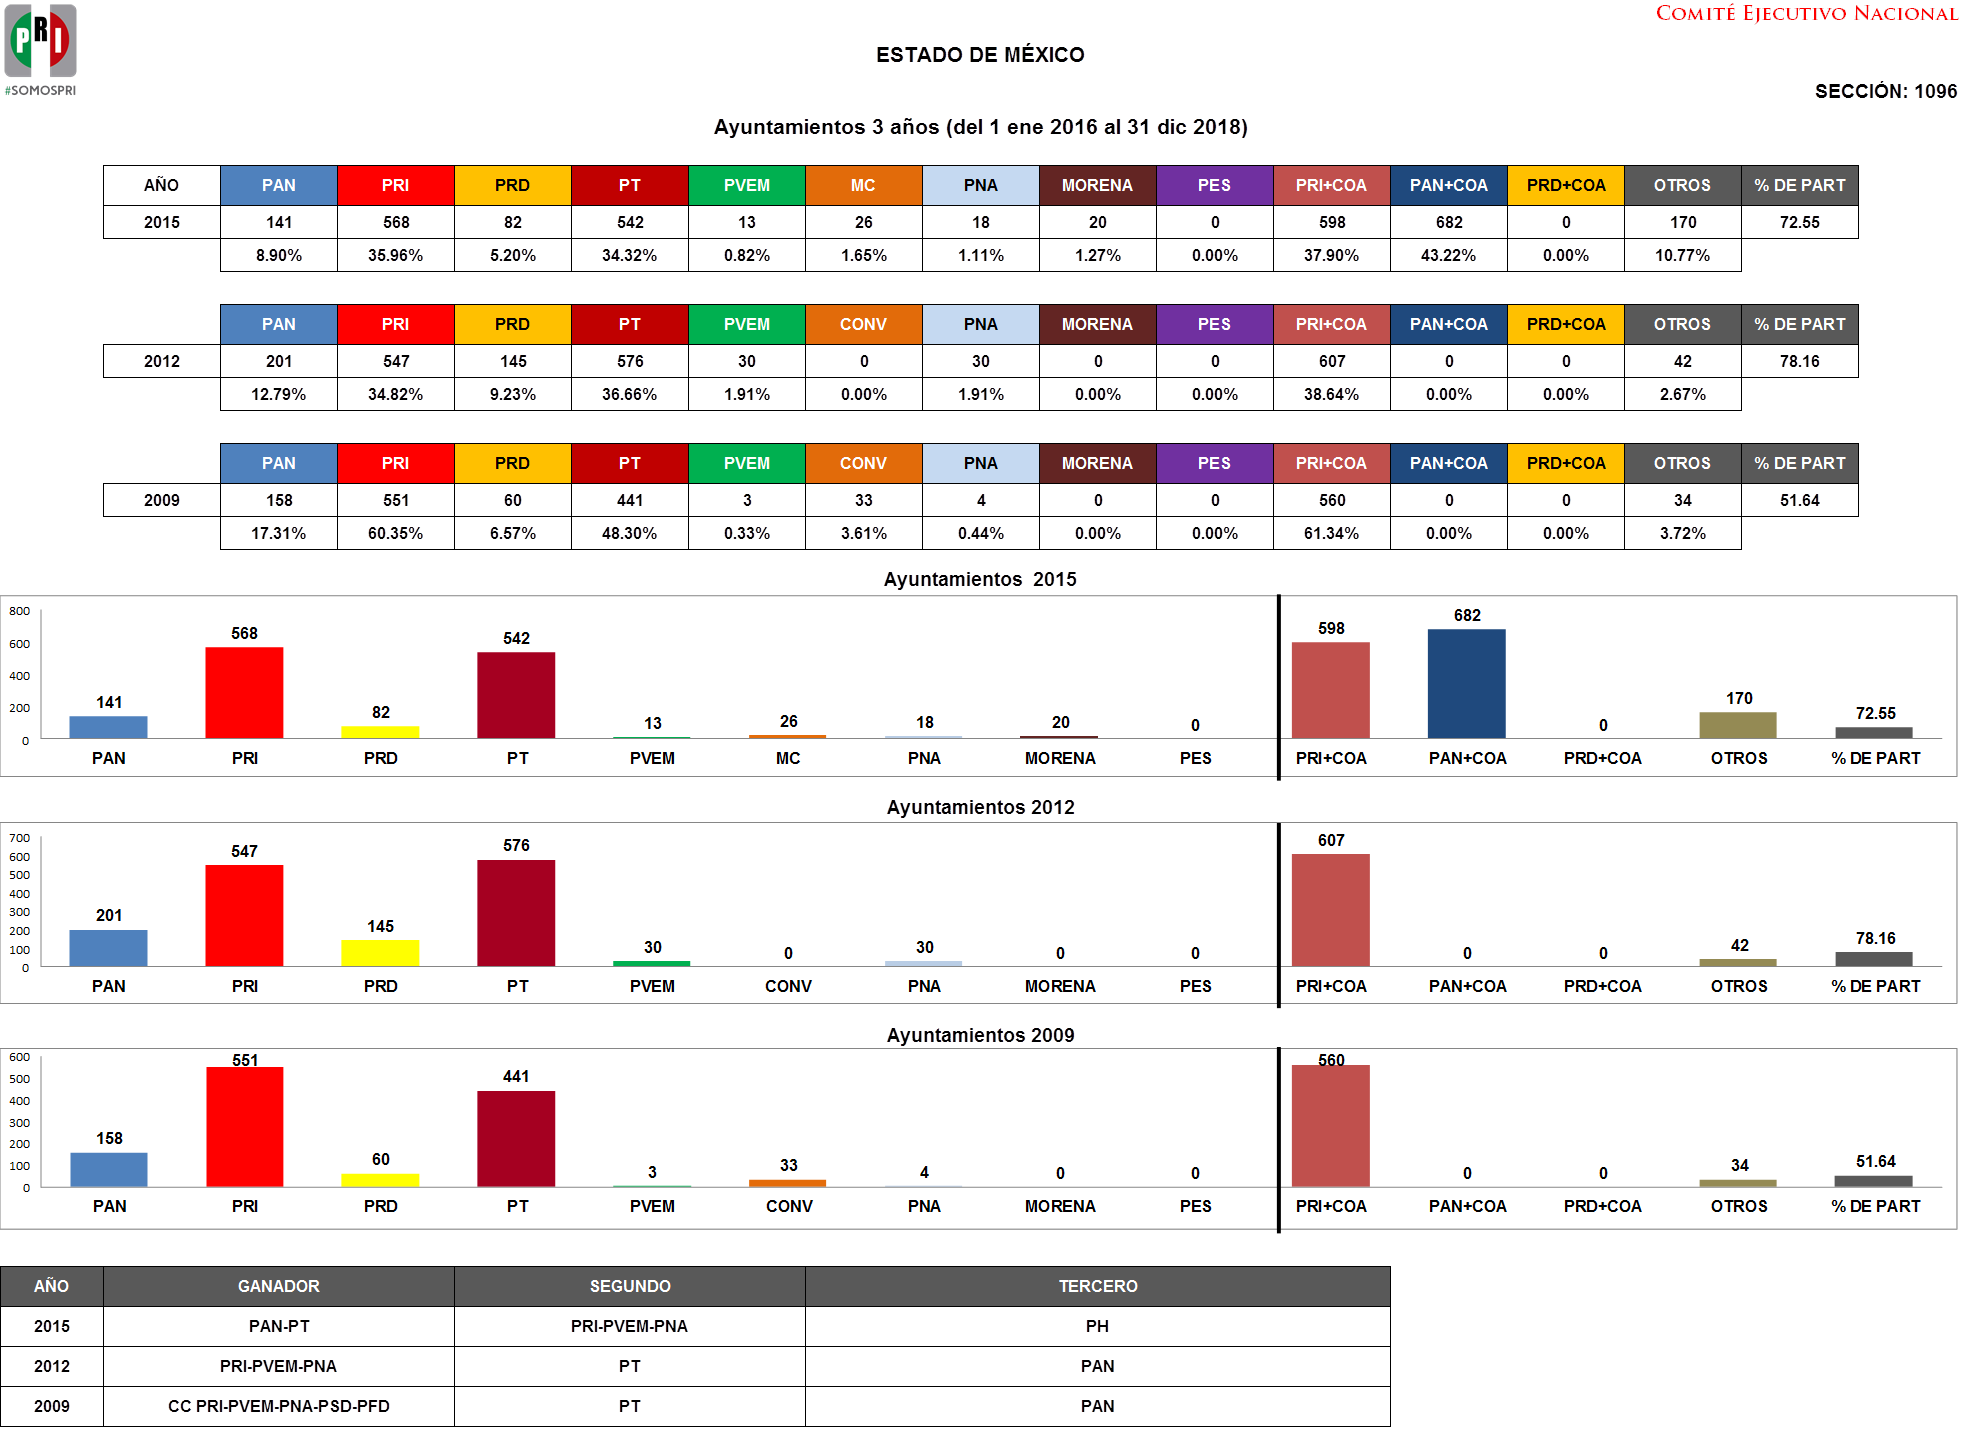 PRI
#SOMOSPRI
COMITÉ EJECUTIVO NACIONAL
ESTADO DE MÉXICO
SECCIÓN: 1096
Ayuntamientos 3 años (del 1 ene 2016 al 31 dic 2018)
AÑO PAN PRI PRD PT PVEM MC PNA MORENA PES PRI+COA PAN+COA PRD+COA OTROS % DE PART
2015 141 568 82 542 13 26 18 20 0 598 682 0 170 72.55
8.90% 35.96% 5.20% 34.32% 0.82% 1.65% 1.11% 1.27% 0.00% 37.90% 43.22% 0.00% 10.77%
PAN PRI PRD PT PVEM CONV PNA MORENA PES PRI+COA PAN+COA PRD+COA OTROS % DE PART
2012 201 547 145 576 30 0 30 0 0 607 0 0 42 78.16
12.79% 34.82% 9.23% 36.66% 1.91% 0.00% 1.91% 0.00% 0.00% 38.64% 0.00% 0.00% 2.67%
PAN PRI PRD PT PVEM CONV PNA MORENA PES PRI+COA PAN+COA PRD+COA OTROS % DE PART
2009 158 551 60 441 3 33 4 0 0 560 0 0 34 51.64
17.31% 60.35% 6.57% 48.30% 0.33% 3.61% 0.44% 0.00% 0.00% 61.34% 0.00% 0.00% 3.72%
Ayuntamientos 2015
800
600
400
200
0
141 568 82 542 13 26 18 20 0 598 682 0 170 72.55
PAN PRI PRD PT PVEM MC PNA MORENA PES PRI+COA PAN+COA PRD+COA OTROS % DE PART
Ayuntamientos 2012
700
600
500
400
300
200
100
0
201 547 145 576 30 0 30 0 0 607 0 0 42 78.16
PAN PRI PRD PT PVEM CONV PNA MORENA PES PRI+COA PAN+COA PRD+COA OTROS % DE PART
Ayuntamientos 2009
600
500
400
300
200
100
0
158 551 60 441 3 33 4 0 0 560 0 0 34 51.64
PAN PRI PRD PT PVEM CONV PNA MORENA PES PRI+COA PAN+COA PRD+COA OTROS % DE PART
AÑO GANADOR SEGUNDO TERCERO
2015 PAN-PT PRI-PVEM-PNA PH
2012 PRI-PVEM-PNA PT PAN
2009 CC PRI-PVEM-PNA-PSD-PFD PT PAN